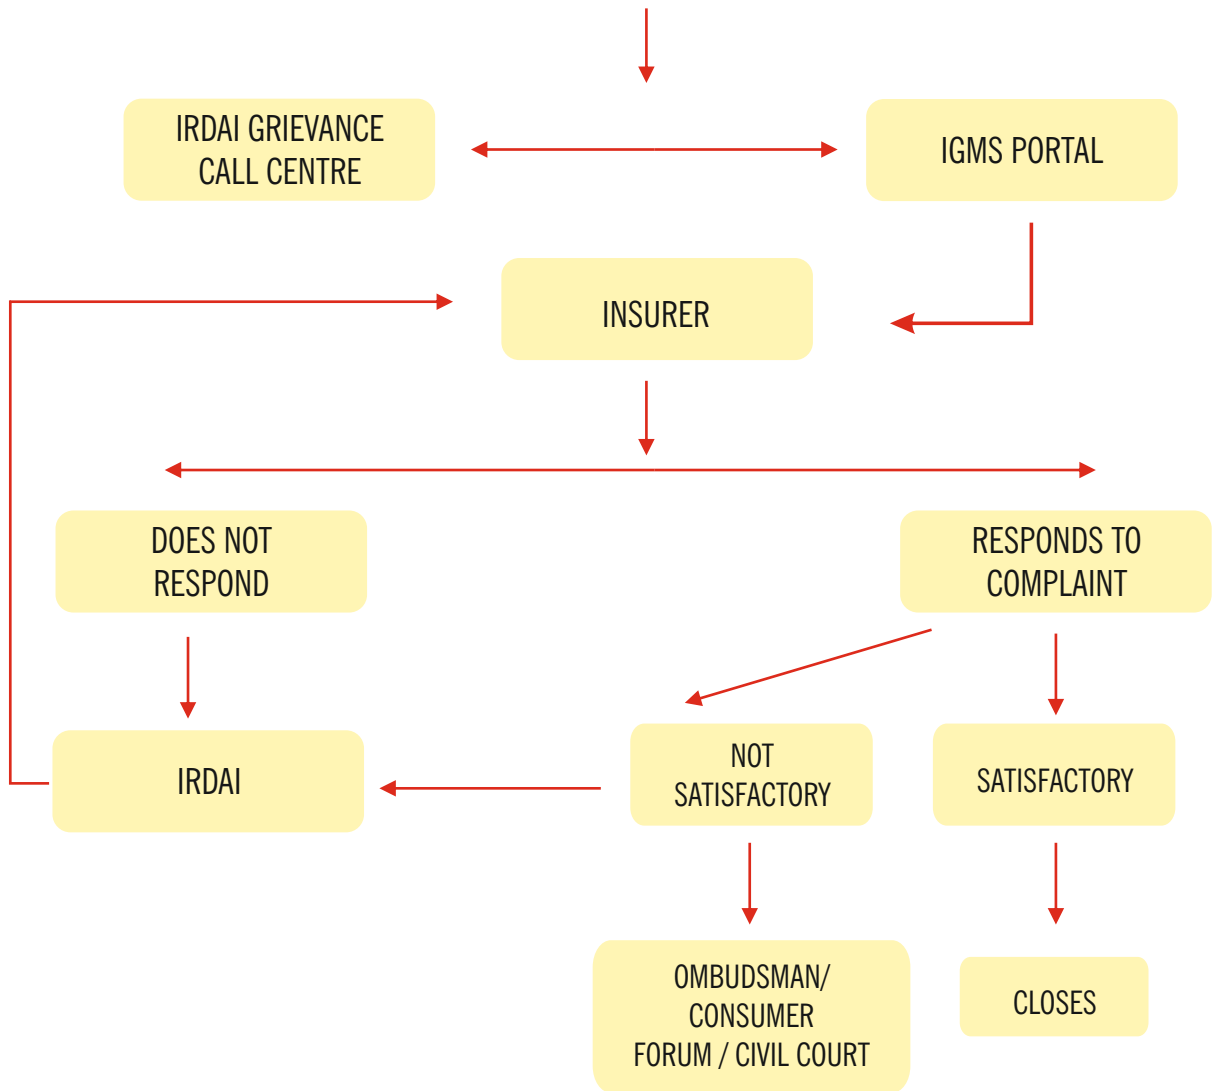 IRDAI GRIEVANCE
CALL CENTRE
IGMS PORTAL
INSURER
DOES NOT
RESPOND
RESPONDS TO
COMPLAINT
IRDAI
NOT
SATISFACTORY
SATISFACTORY
OMBUDSMAN/
CONSUMER
FORUM / CIVIL COURT
CLOSES